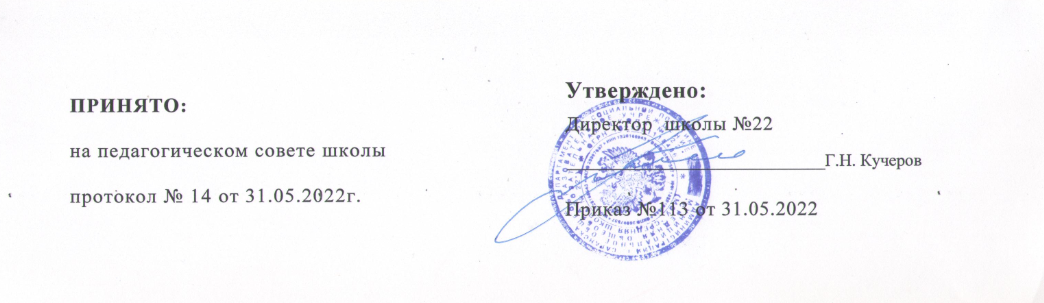 ПРИНЯТО:
на педагогическом совете школы
протокол № 14 от 31.05.2022г.
Утверждено:
Директор школы №22
Г.Н. Кучеров
Приказ №113 от 31.05.2022